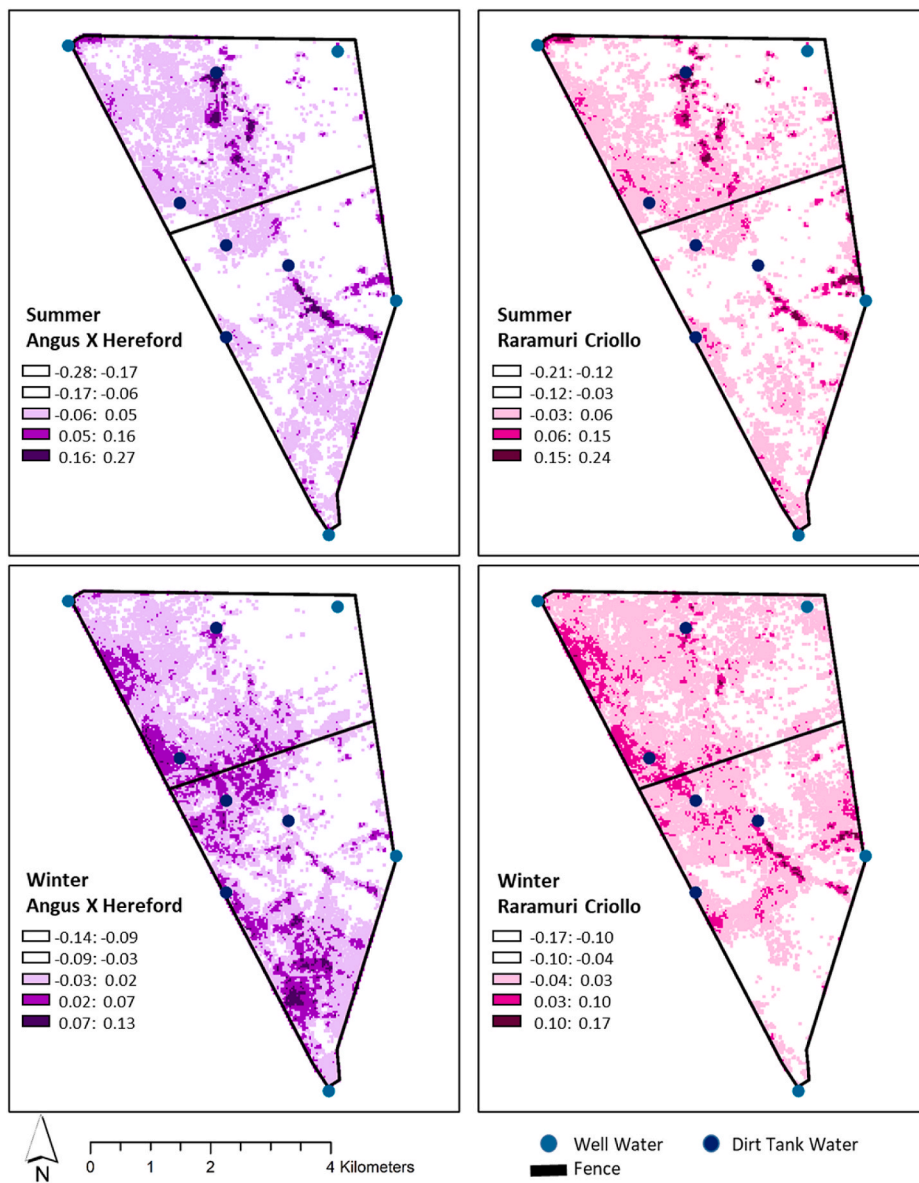 Summer
Angus X Hereford
-0.28: -0.17
-0.17: -0.06
-0.06: 0.05
0.05: 0.16
0.16: 0.27
Summer
Raramuri Criollo
-0.21: -0.12
-0.12: -0.03
-0.03: 0.06
0.06: 0.15
0.15: 0.24
Winter
Angus X Hereford
-0.14: -0.09
-0.09: -0.03
-0.03: 0.02
0.02: 0.07
0.07: 0.13
Winter
Raramuri Criollo
-0.17: -0.10
-0.10: -0.04
-0.04: 0.03
0.03: 0.10
0.10: 0.17
N
0 1 2 4 Kilometers
Well Water Dirt Tank Water
Fence